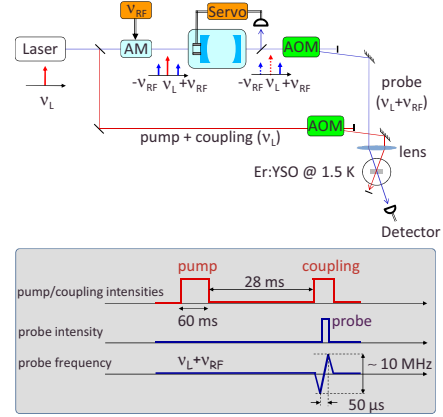 ν_RF
Servo
Laser
AM
AOM
ν_L
-ν_RF ν_L +ν_RF
-ν_RF ν_L +ν_RF
probe
(ν_L+ν_RF)
AOM
pump + coupling (ν_L)
lens
Er:YSO @ 1.5 K
Detector
pump
coupling
28 ms
pump/coupling intensities
60 ms
probe
probe intensity
probe frequency
ν_L+ν_RF
~ 10 MHz
50 µs